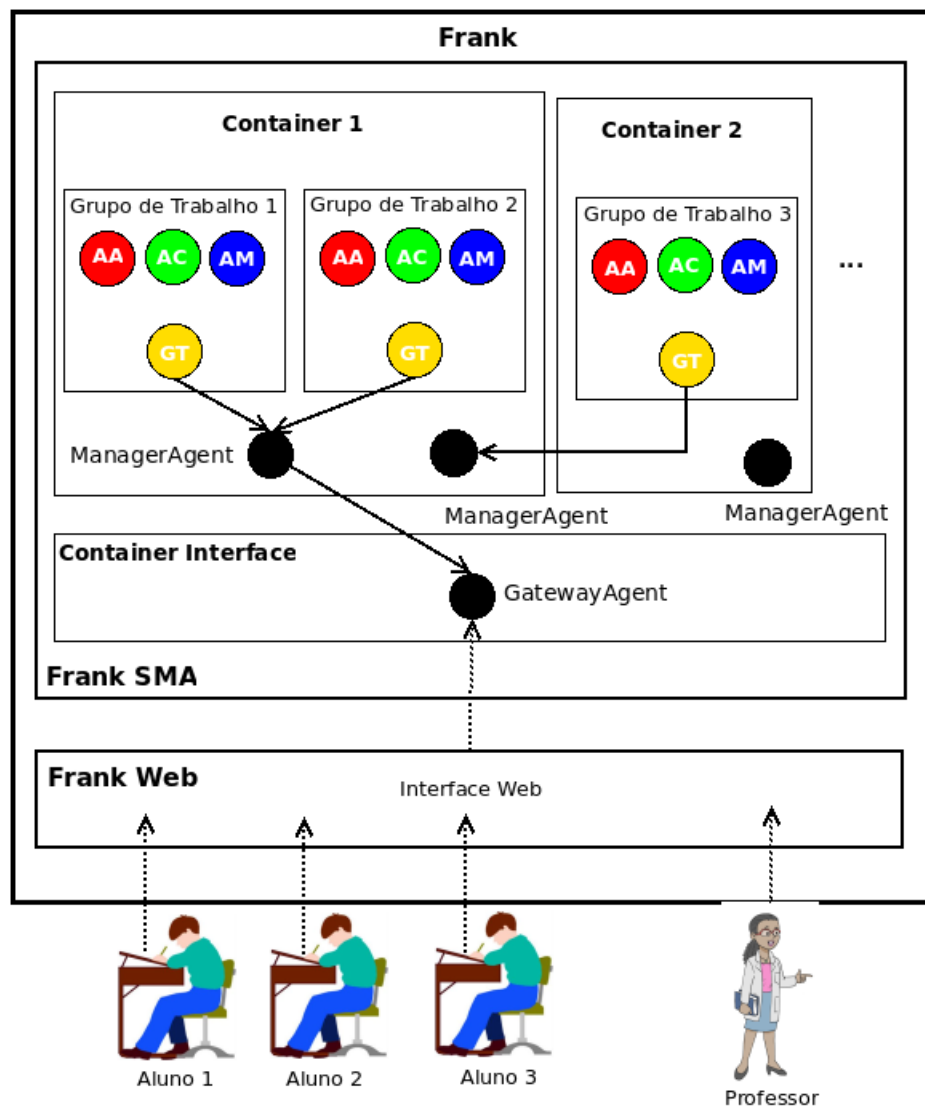 Frank
Container 1
Container 2
Grupo de Trabalho 1
Grupo de Trabalho 2
Grupo de Trabalho 3
AA
AC
AM
AA
AC
AM
AA
AC
AM
...
GT
GT
GT
ManagerAgent
ManagerAgent
ManagerAgent
Container Interface
GatewayAgent
Frank SMA
Frank Web
Interface Web
Aluno 1
Aluno 2
Aluno 3
Professor